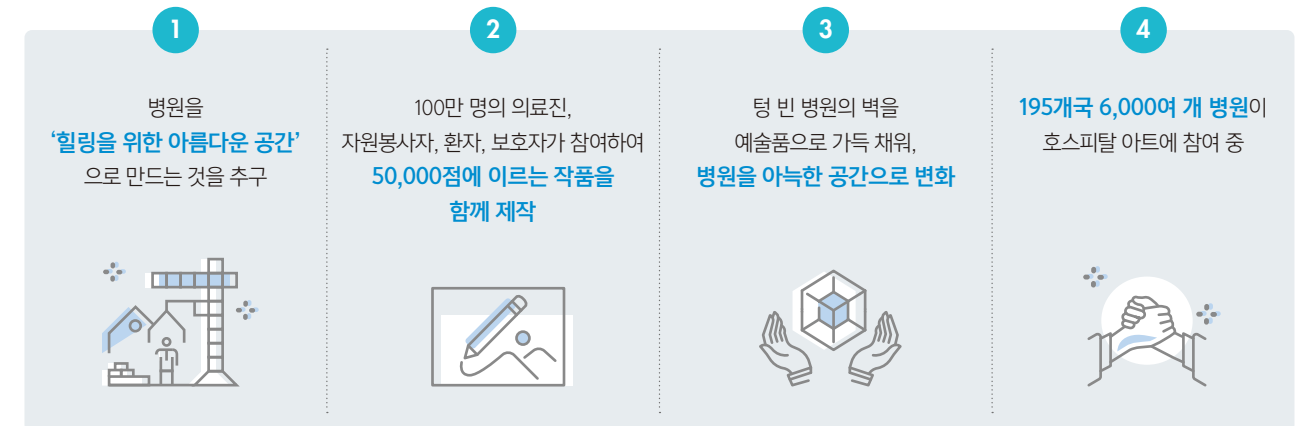 1
병원을
‘힐링을 위한 아름다운 공간’
으로 만드는 것을 추구
2
100만 명의 의료진,
자원봉사자, 환자, 보호자가 참여하여
50,000점에 이르는 작품을
함께 제작
3
텅 빈 병원의 벽을
예술품으로 가득 채워,
병원을 아늑한 공간으로 변화
4
195개국 6,000여 개 병원이
호스피탈 아트에 참여 중